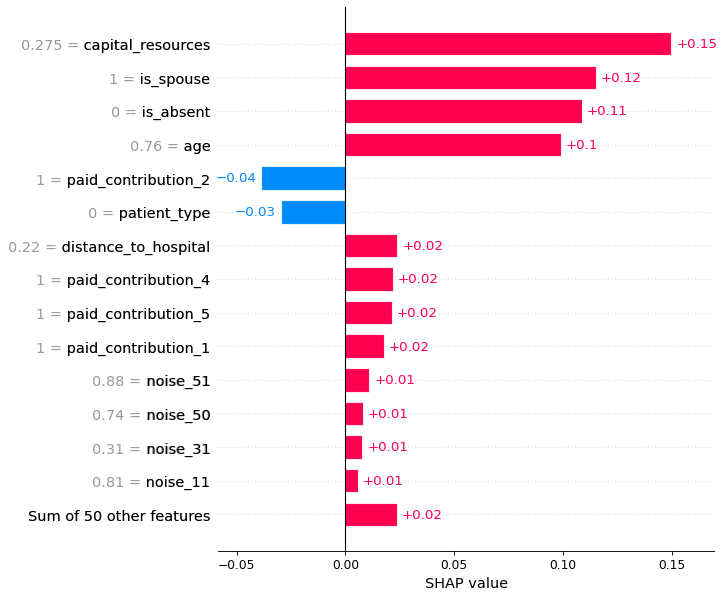 0.275 = capital_resources +0.15
1 = is_spouse +0.12
0 = is_absent +0.11
0.76 = age +0.1
1 = paid_contribution_2 −0.04
0 = patient_type −0.03
0.22 = distance_to_hospital +0.02
1 = paid_contribution_4 +0.02
1 = paid_contribution_5 +0.02
1 = paid_contribution_1 +0.02
0.88 = noise_51 +0.01
0.74 = noise_50 +0.01
0.31 = noise_31 +0.01
0.81 = noise_11 +0.01
Sum of 50 other features +0.02
−0.05 0.00 0.05 0.10 0.15
SHAP value